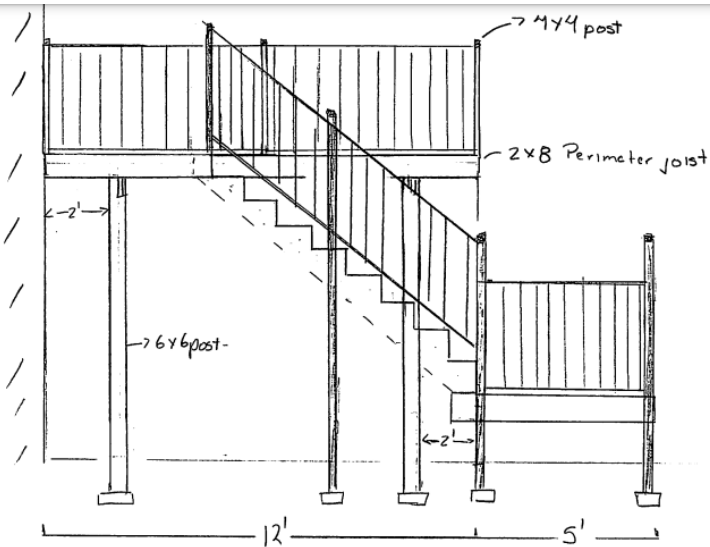 4x4 post
2x8 Perimeter joist
2'
6x6 post-
2'
12'
5'